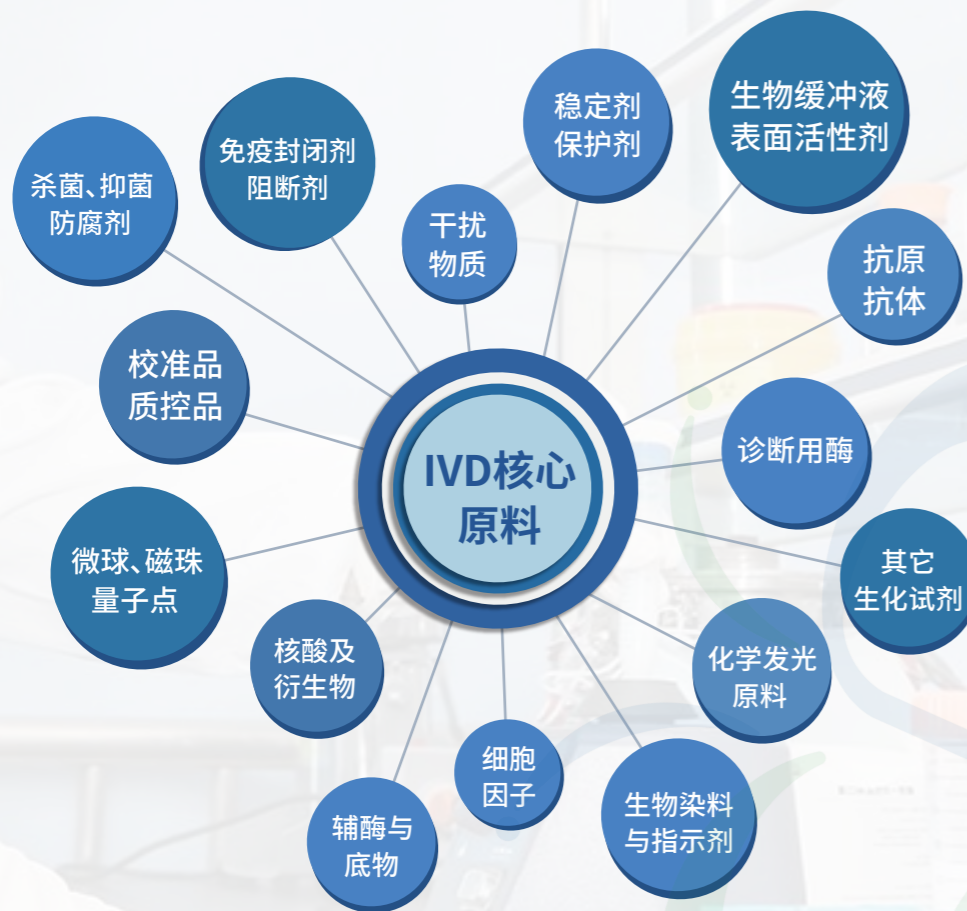 生物缓冲液
表面活性剂
稳定剂
保护剂
免疫封闭剂
阻断剂
杀菌、抑菌
防腐剂
干扰
物质
抗原
抗体
校准品
质控品
诊断用酶
IVD核心
原料
微球、磁珠
量子点
其它
生化试剂
核酸及
衍生物
化学发光
原料
细胞
因子
生物染料
与指示剂
辅酶与
底物